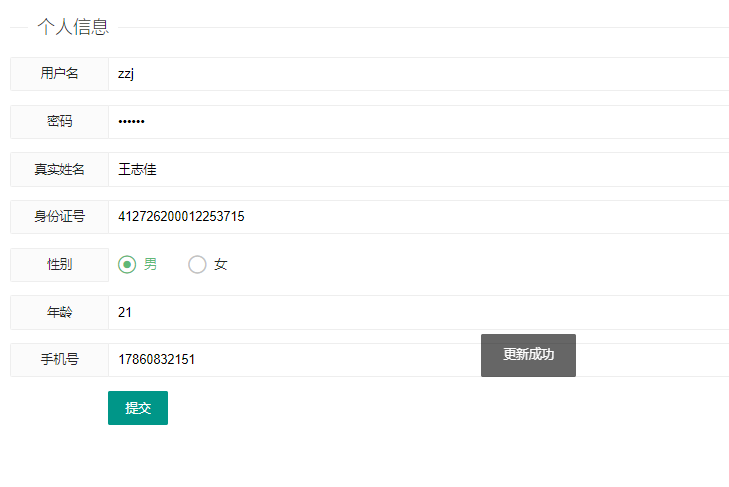 个人信息
用户名 zzj
密码 ••••••
真实姓名 王志佳
身份证号 412726200012253715
性别 男 女
年龄 21
手机号 17860832151
更新成功
提交